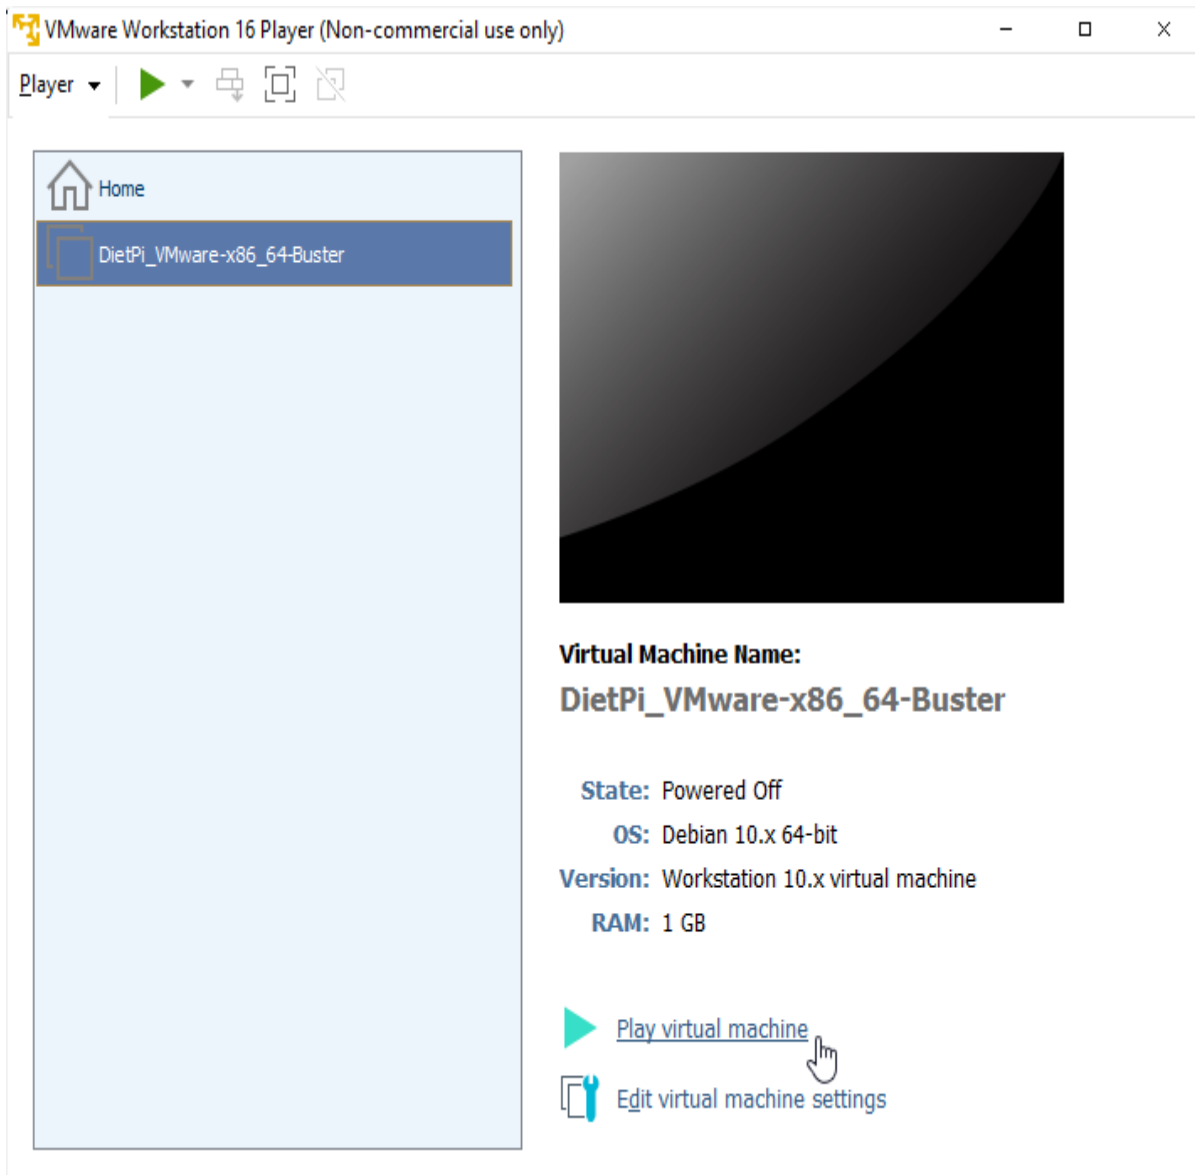 VMware Workstation 16 Player (Non-commercial use only)
Player
Home
DietPi_VMware-x86_64-Buster
Virtual Machine Name:
DietPi_VMware-x86_64-Buster
State: Powered Off
OS: Debian 10.x 64-bit
Version: Workstation 10.x virtual machine
RAM: 1 GB
Play virtual machine
Edit virtual machine settings